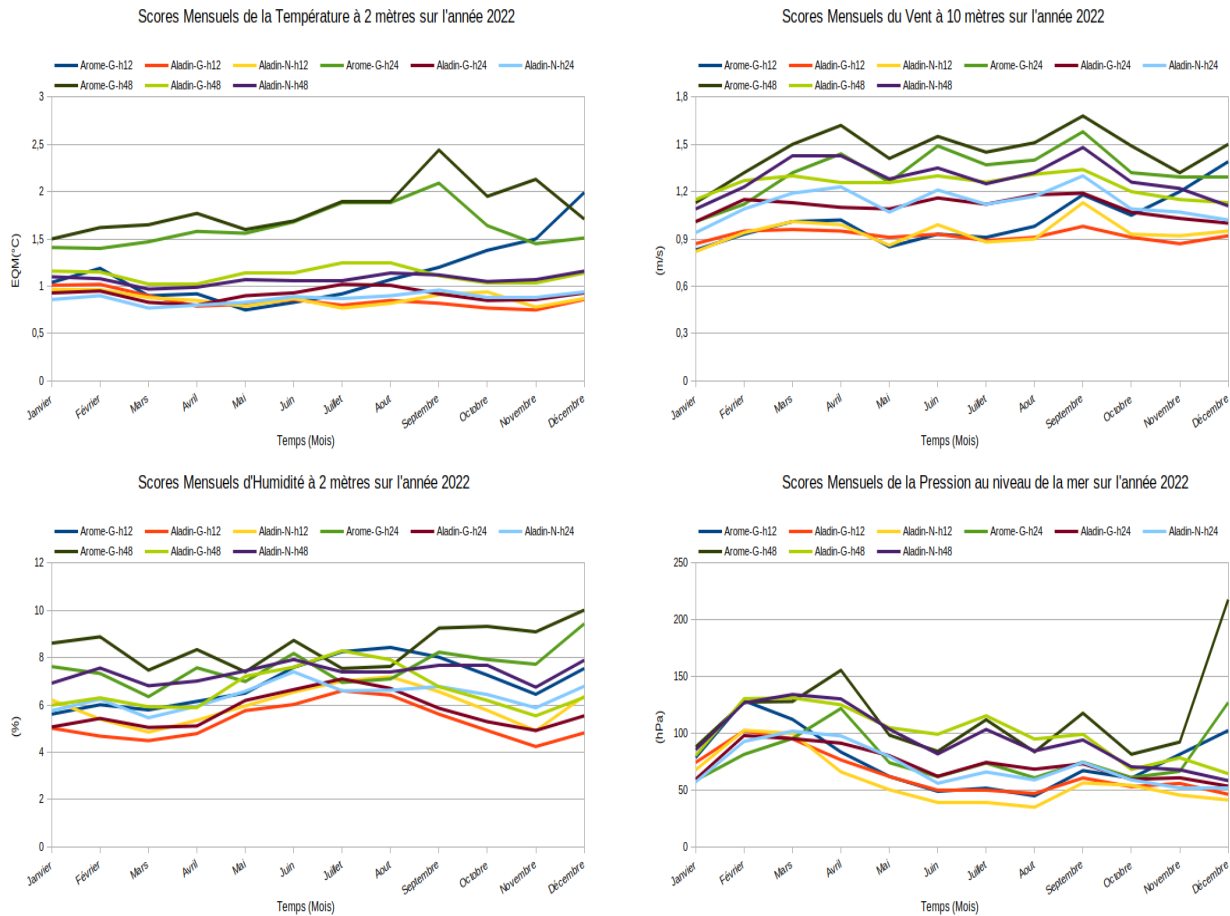 Scores Mensuels de la Température à 2 mètres sur l'année 2022
Arome-G-h12 Aladin-G-h12 Aladin-N-h12 Arome-G-h24 Aladin-G-h24 Aladin-N-h24
Arome-G-h48 Aladin-G-h48 Aladin-N-h48
3
2,5
2
1,5
1
0,5
0
EQM(°C)
Janvier Février Mars Avril Mai Juin Juillet Aout Septembre Octobre Novembre Décembre
Temps (Mois)
Scores Mensuels du Vent à 10 mètres sur l'année 2022
Arome-G-h12 Aladin-G-h12 Aladin-N-h12 Arome-G-h24 Aladin-G-h24 Aladin-N-h24
Arome-G-h48 Aladin-G-h48 Aladin-N-h48
1,8
1,5
1,2
0,9
0,6
0,3
0
(m/s)
Janvier Février Mars Avril Mai Juin Juillet Aout Septembre Octobre Novembre Décembre
Temps (Mois)
Scores Mensuels d'Humidité à 2 mètres sur l'année 2022
Arome-G-h12 Aladin-G-h12 Aladin-N-h12 Arome-G-h24 Aladin-G-h24 Aladin-N-h24
Arome-G-h48 Aladin-G-h48 Aladin-N-h48
12
10
8
6
4
2
0
(%)
Janvier Février Mars Avril Mai Juin Juillet Aout Septembre Octobre Novembre Décembre
Temps (Mois)
Scores Mensuels de la Pression au niveau de la mer sur l'année 2022
Arome-G-h12 Aladin-G-h12 Aladin-N-h12 Arome-G-h24 Aladin-G-h24 Aladin-N-h24
Arome-G-h48 Aladin-G-h48 Aladin-N-h48
250
200
150
100
50
0
(hPa)
Janvier Février Mars Avril Mai Juin Juillet Aout Septembre Octobre Novembre Décembre
Temps (Mois)